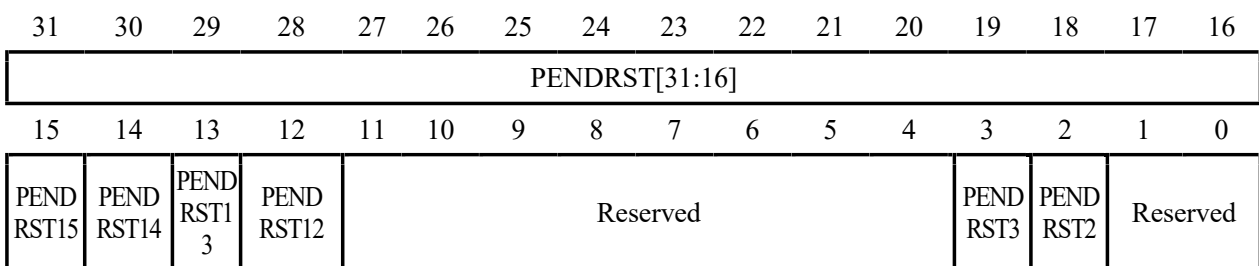 31 30 29 28 27 26 25 24 23 22 21 20 19 18 17 16
PENDRST[31:16]
15 14 13 12 11 10 9 8 7 6 5 4 3 2 1 0
PEND
RST15
PEND
RST14
PEND
RST1
3
PEND
RST12
Reserved
PEND
RST3
PEND
RST2
Reserved